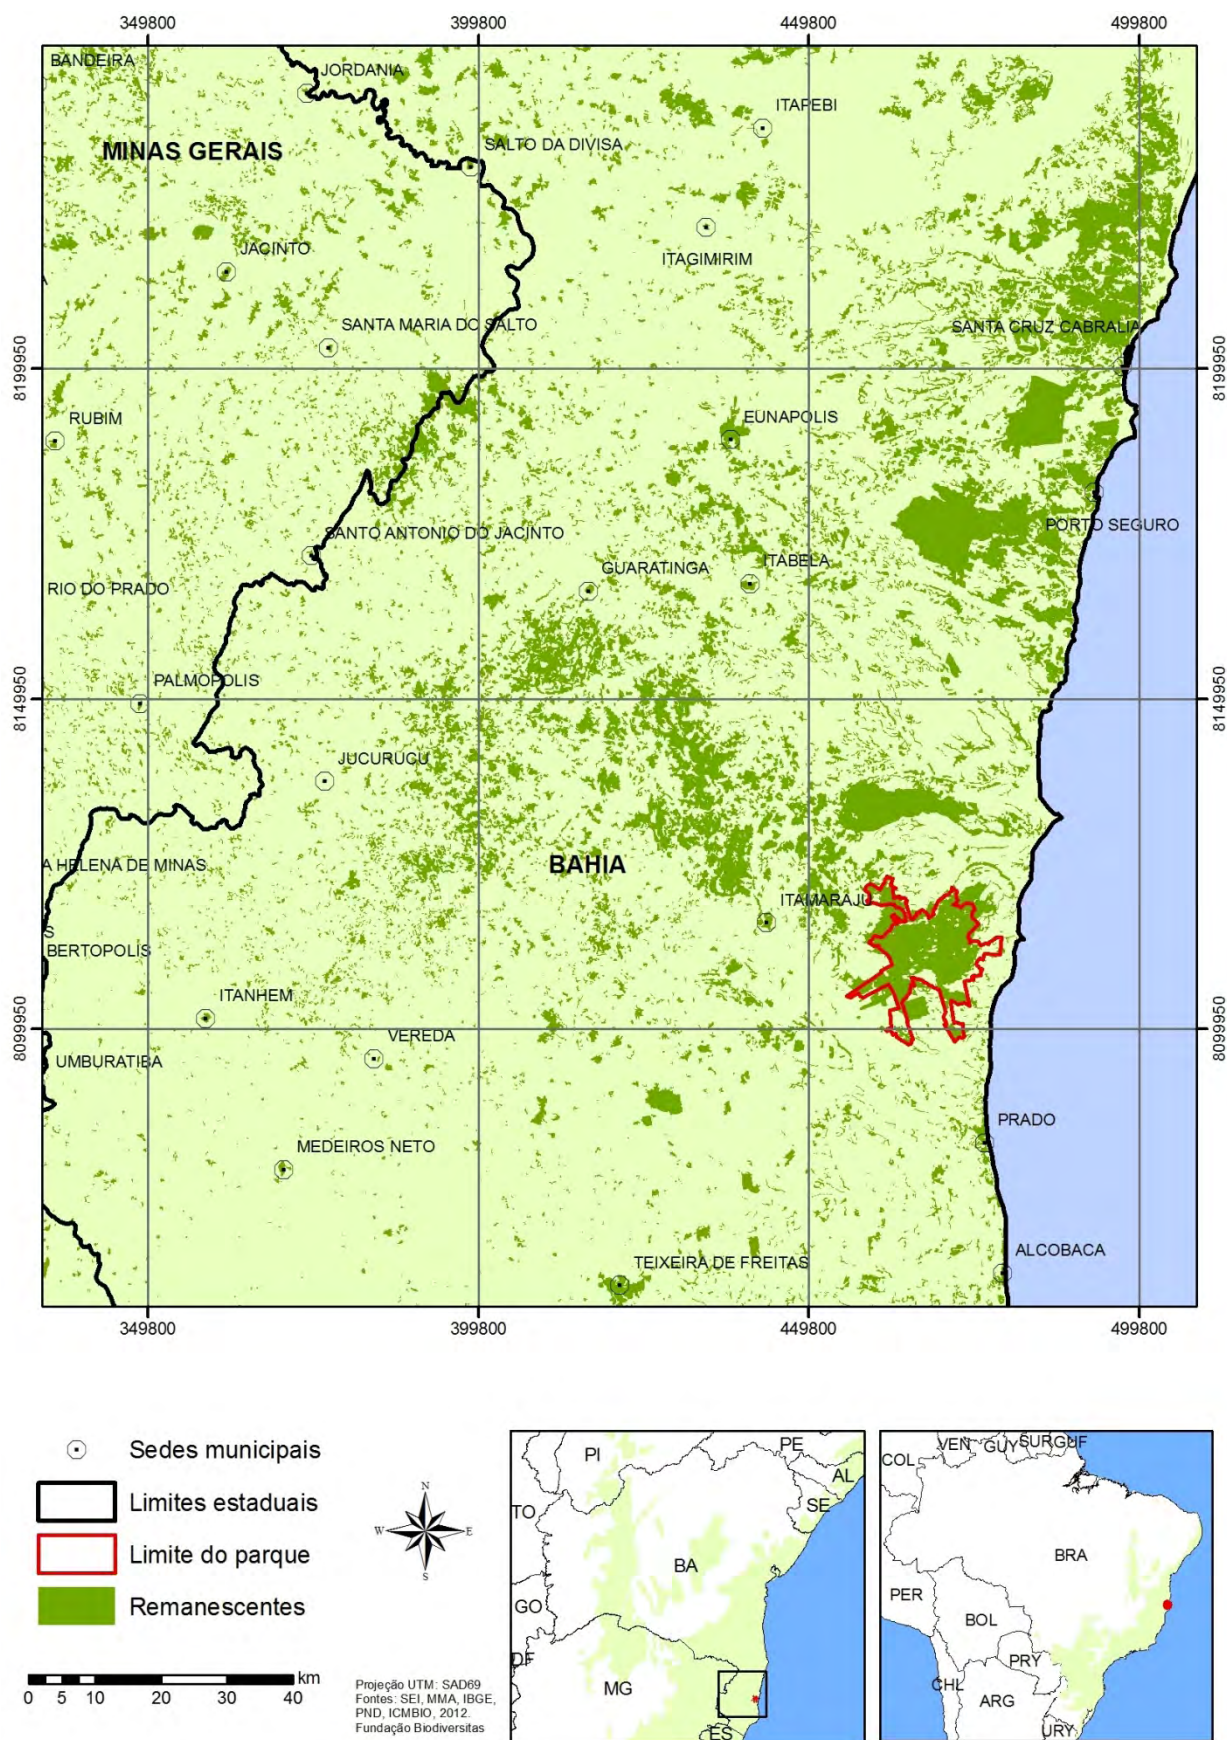 349800 399800 449800 499800
BANDEIRA
JORDANIA
ITAPEBI
MINAS GERAIS
SALTO DA DIVISA
JACINTO
ITAGIMIRIM
SANTA MARIA DO SALTO
SANTA CRUZ CABRALIA
8199950 8199950
RUBIM
EUNAPOLIS
PORTO SEGURO
SANTO ANTONIO DO JACINTO
GUARATINGA
ITABELA
RIO DO PRADO
PALMOPOLIS
8149950 8149950
JUCURUCU
BAHIA
A HELENA DE MINAS
ITAMARAJU
S
BERTOPOLIS
ITANHEM
8099950 8099950
VEREDA
UMBURATIBA
PRADO
MEDEIROS NETO
ALCOBACA
TEIXEIRA DE FREITAS
349800 399800 449800 499800
Sedes municipais
Limites estaduais
Limite do parque
Remanescentes
N
W E
S
km
0 5 10 20 30 40
Projeção UTM: SAD69
Fontes: SEI, MMA, IBGE,
PND, ICMBIO, 2012.
Fundação Biodiversitas
PI
PE
AL
SE
TO
BA
GO
DF
MG
ES
VEN GUY SUR GUF
COL
BRA
PER
BOL
PRY
CHL
ARG
URY